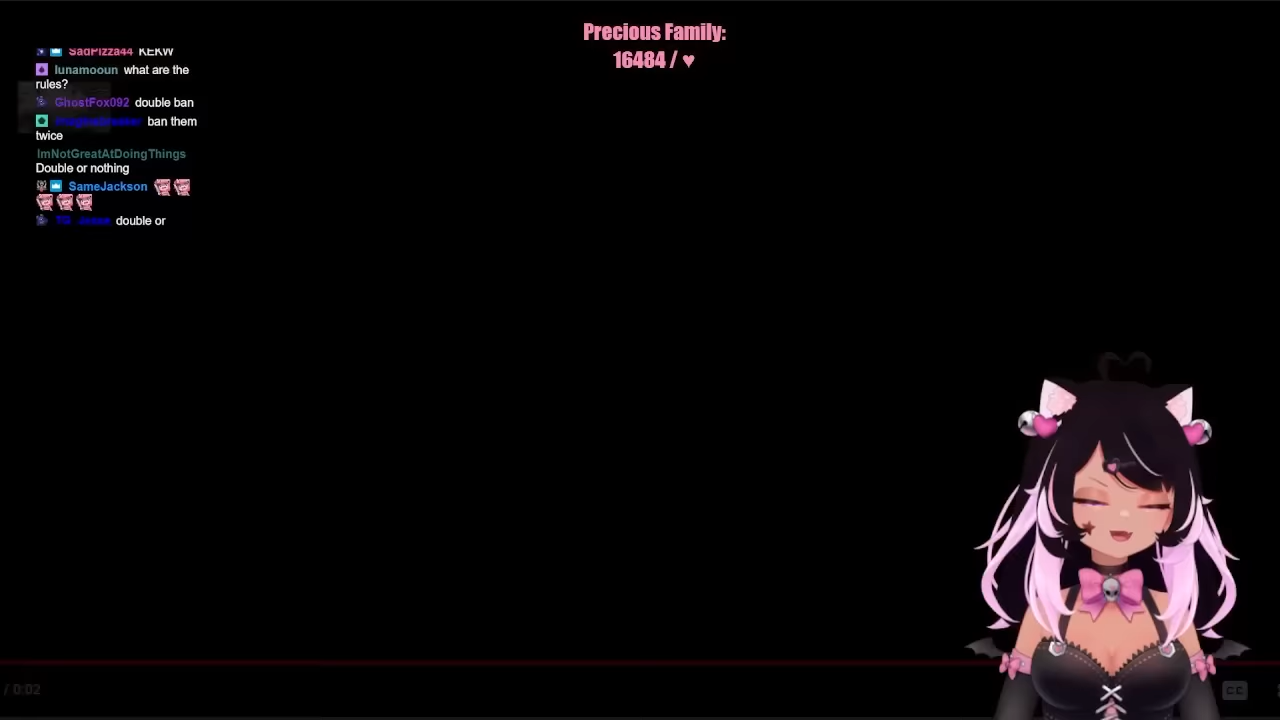 Precious Family:
16484 / ♥
SadPizza44 KEKW
lunamooun what are the
rules?
GhostFox092 double ban
ban them
twice
ImNotGreatAtDoingThings
Double or nothing
SameJackson
double or
/ 0:02
CC